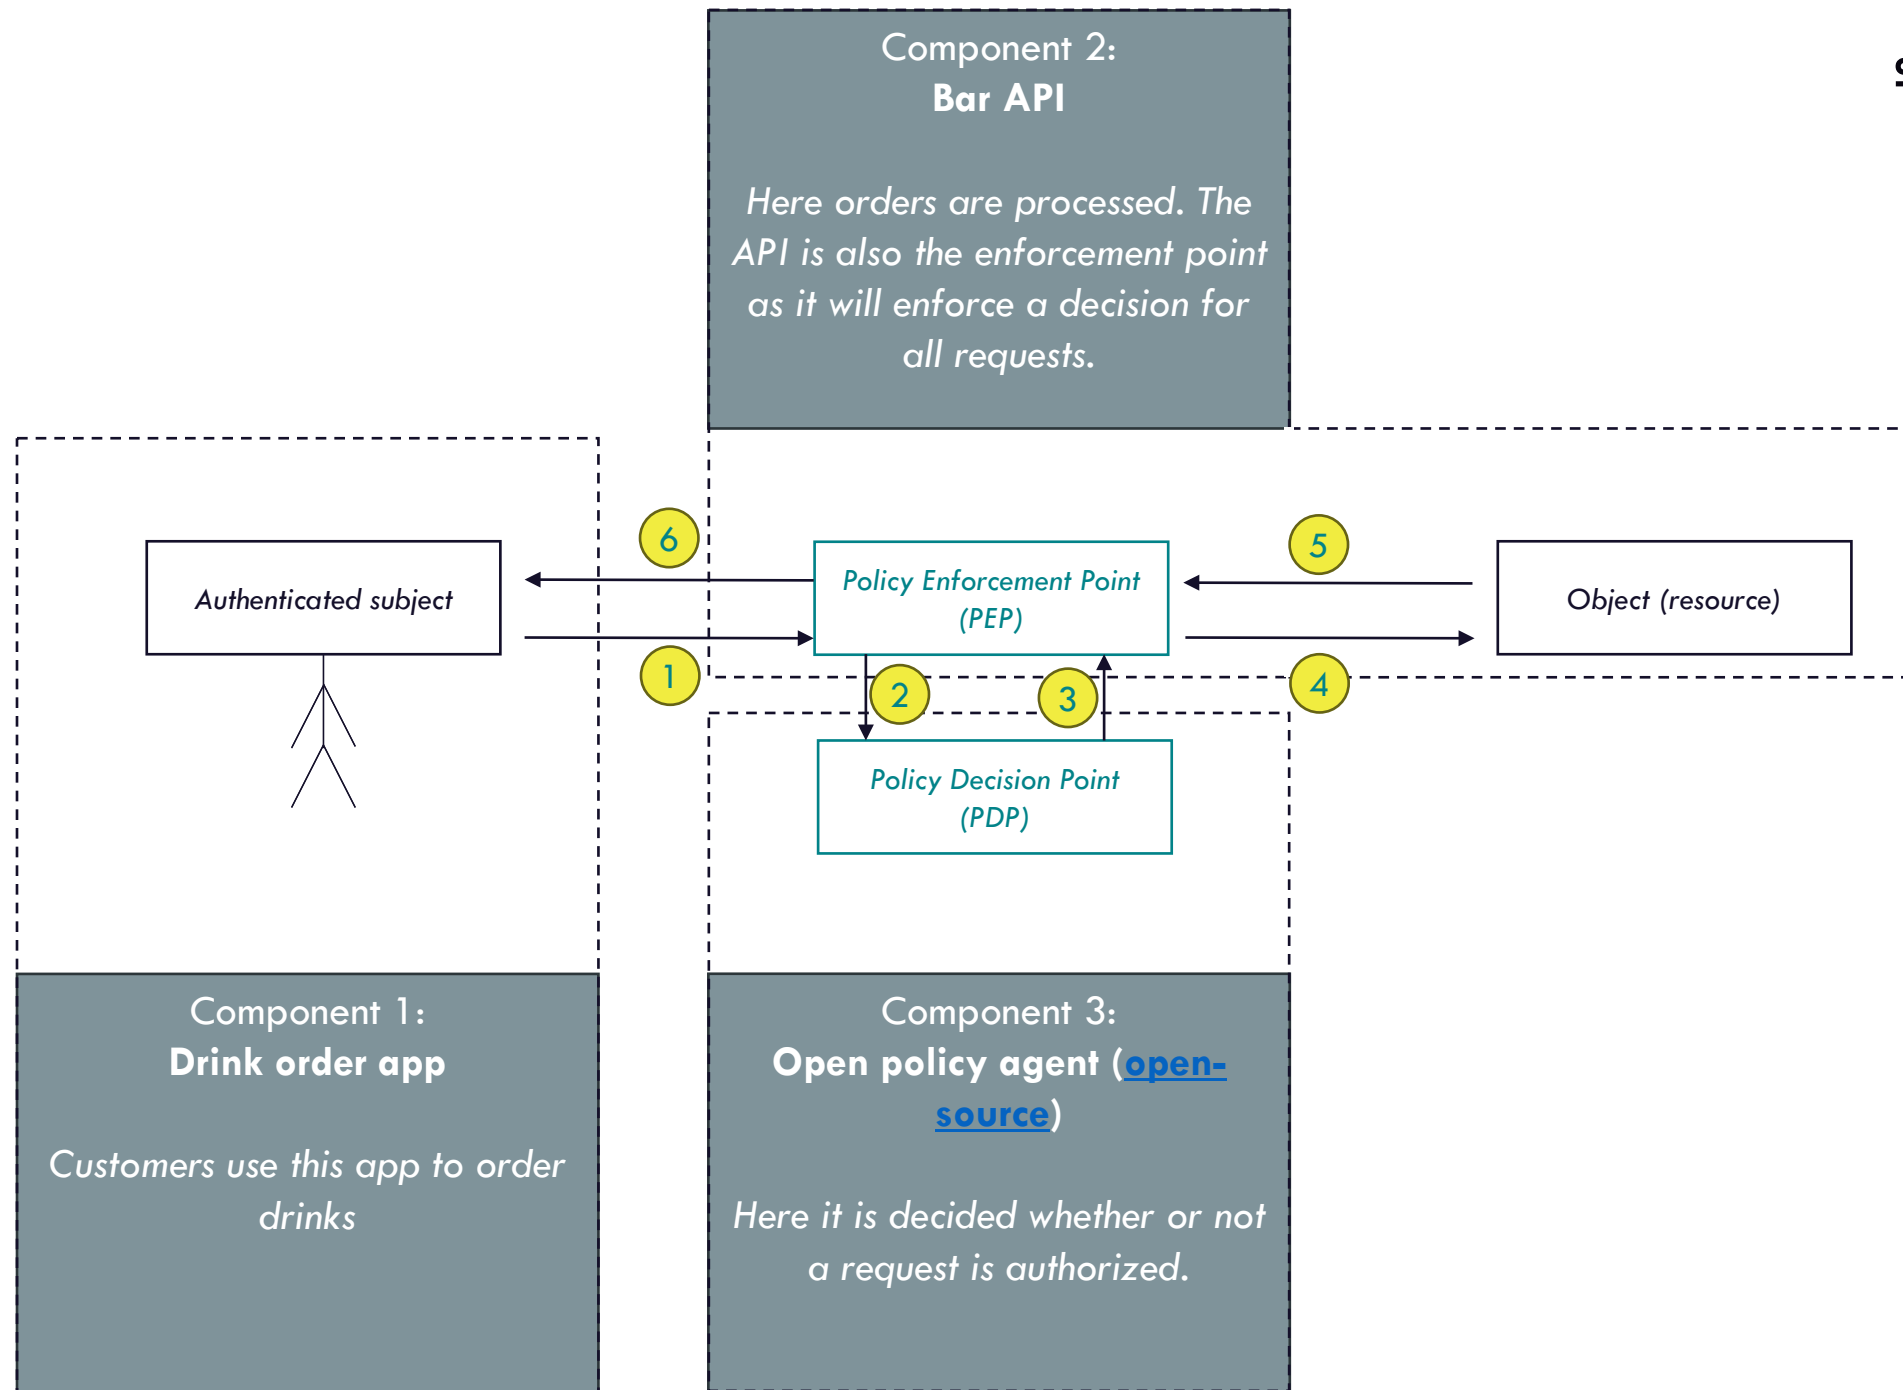 Component 2:
Bar API
Here orders are processed. The
API is also the enforcement point
as it will enforce a decision for
all requests.
6
5
Authenticated subject
Policy Enforcement Point
(PEP)
Object (resource)
1
2
3
4
Policy Decision Point
(PDP)
Component 1:
Drink order app
Customers use this app to order
drinks
Component 3:
Open policy agent (open-
source)
Here it is decided whether or not
a request is authorized.